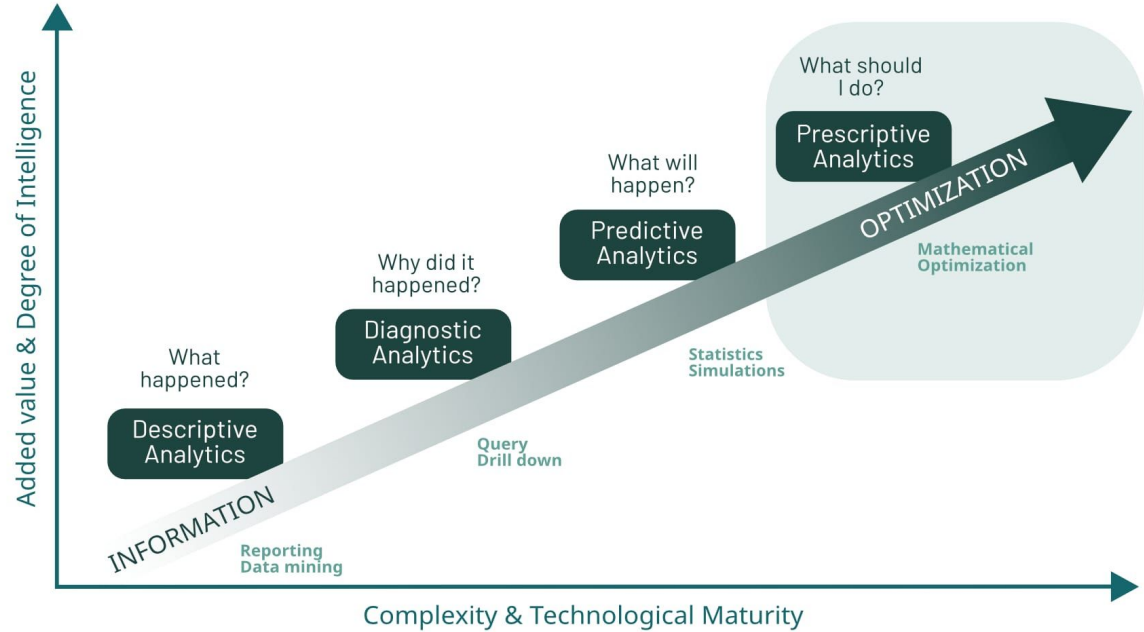 Added value & Degree of Intelligence
What should
I do?
Prescriptive
Analytics
OPTIMIZATION
Mathematical
Optimization
What will
happen?
Predictive
Analytics
Statistics
Simulations
Why did it
happened?
Diagnostic
Analytics
Query
Drill down
What
happened?
Descriptive
Analytics
INFORMATION
Reporting
Data mining
Complexity & Technological Maturity